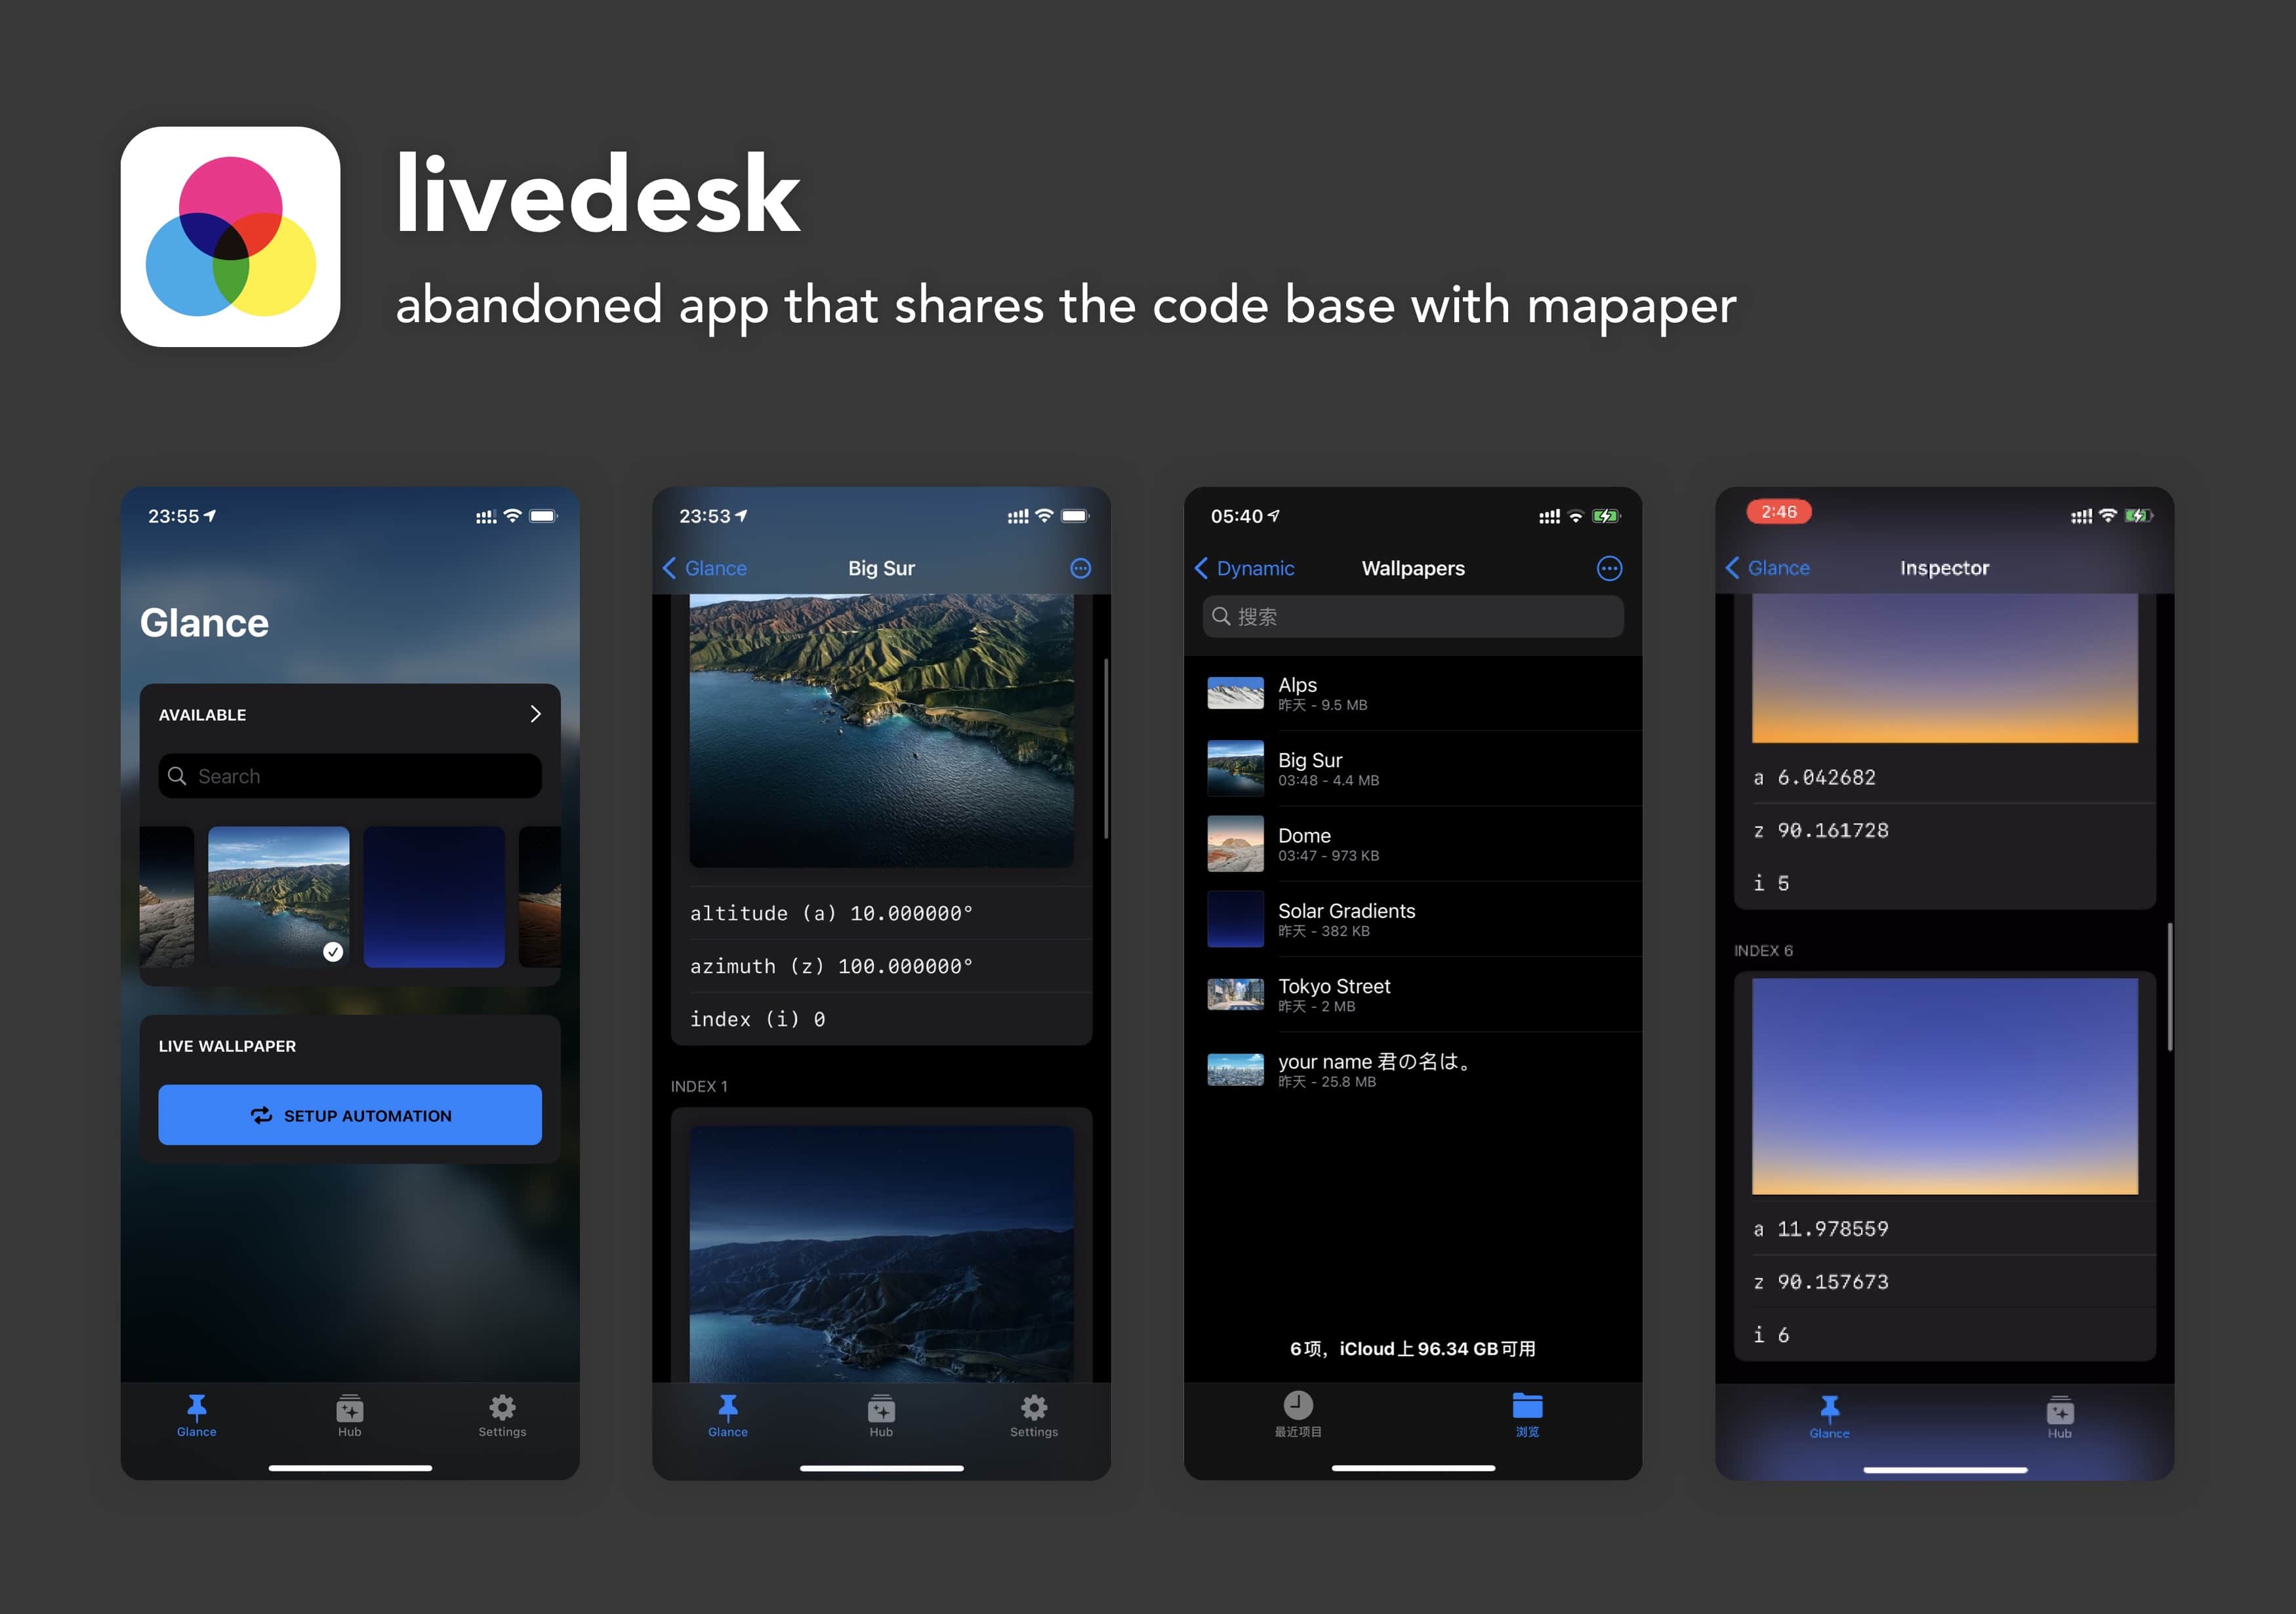 livedesk
abandoned app that shares the code base with mapaper
23:55
Glance
AVAILABLE
Search
LIVE WALLPAPER
SETUP AUTOMATION
Glance
Hub
Settings
23:53
Glance
Big Sur
altitude (a) 10.000000°
azimuth (z) 100.000000°
index (i) 0
INDEX 1
Glance
Hub
Settings
05:40
Dynamic
Wallpapers
搜索
Alps
昨天 - 9.5 MB
Big Sur
03:48 - 4.4 MB
Dome
03:47 - 973 KB
Solar Gradients
昨天 - 382 KB
Tokyo Street
昨天 - 2 MB
your name 君の名は。
昨天 - 25.8 MB
6项，iCloud上 96.34 GB可用
最近项目
浏览
2:46
Glance
Inspector
a 6.042682
z 90.161728
i 5
INDEX 6
a 11.978559
z 90.157673
i 6
Glance
Hub